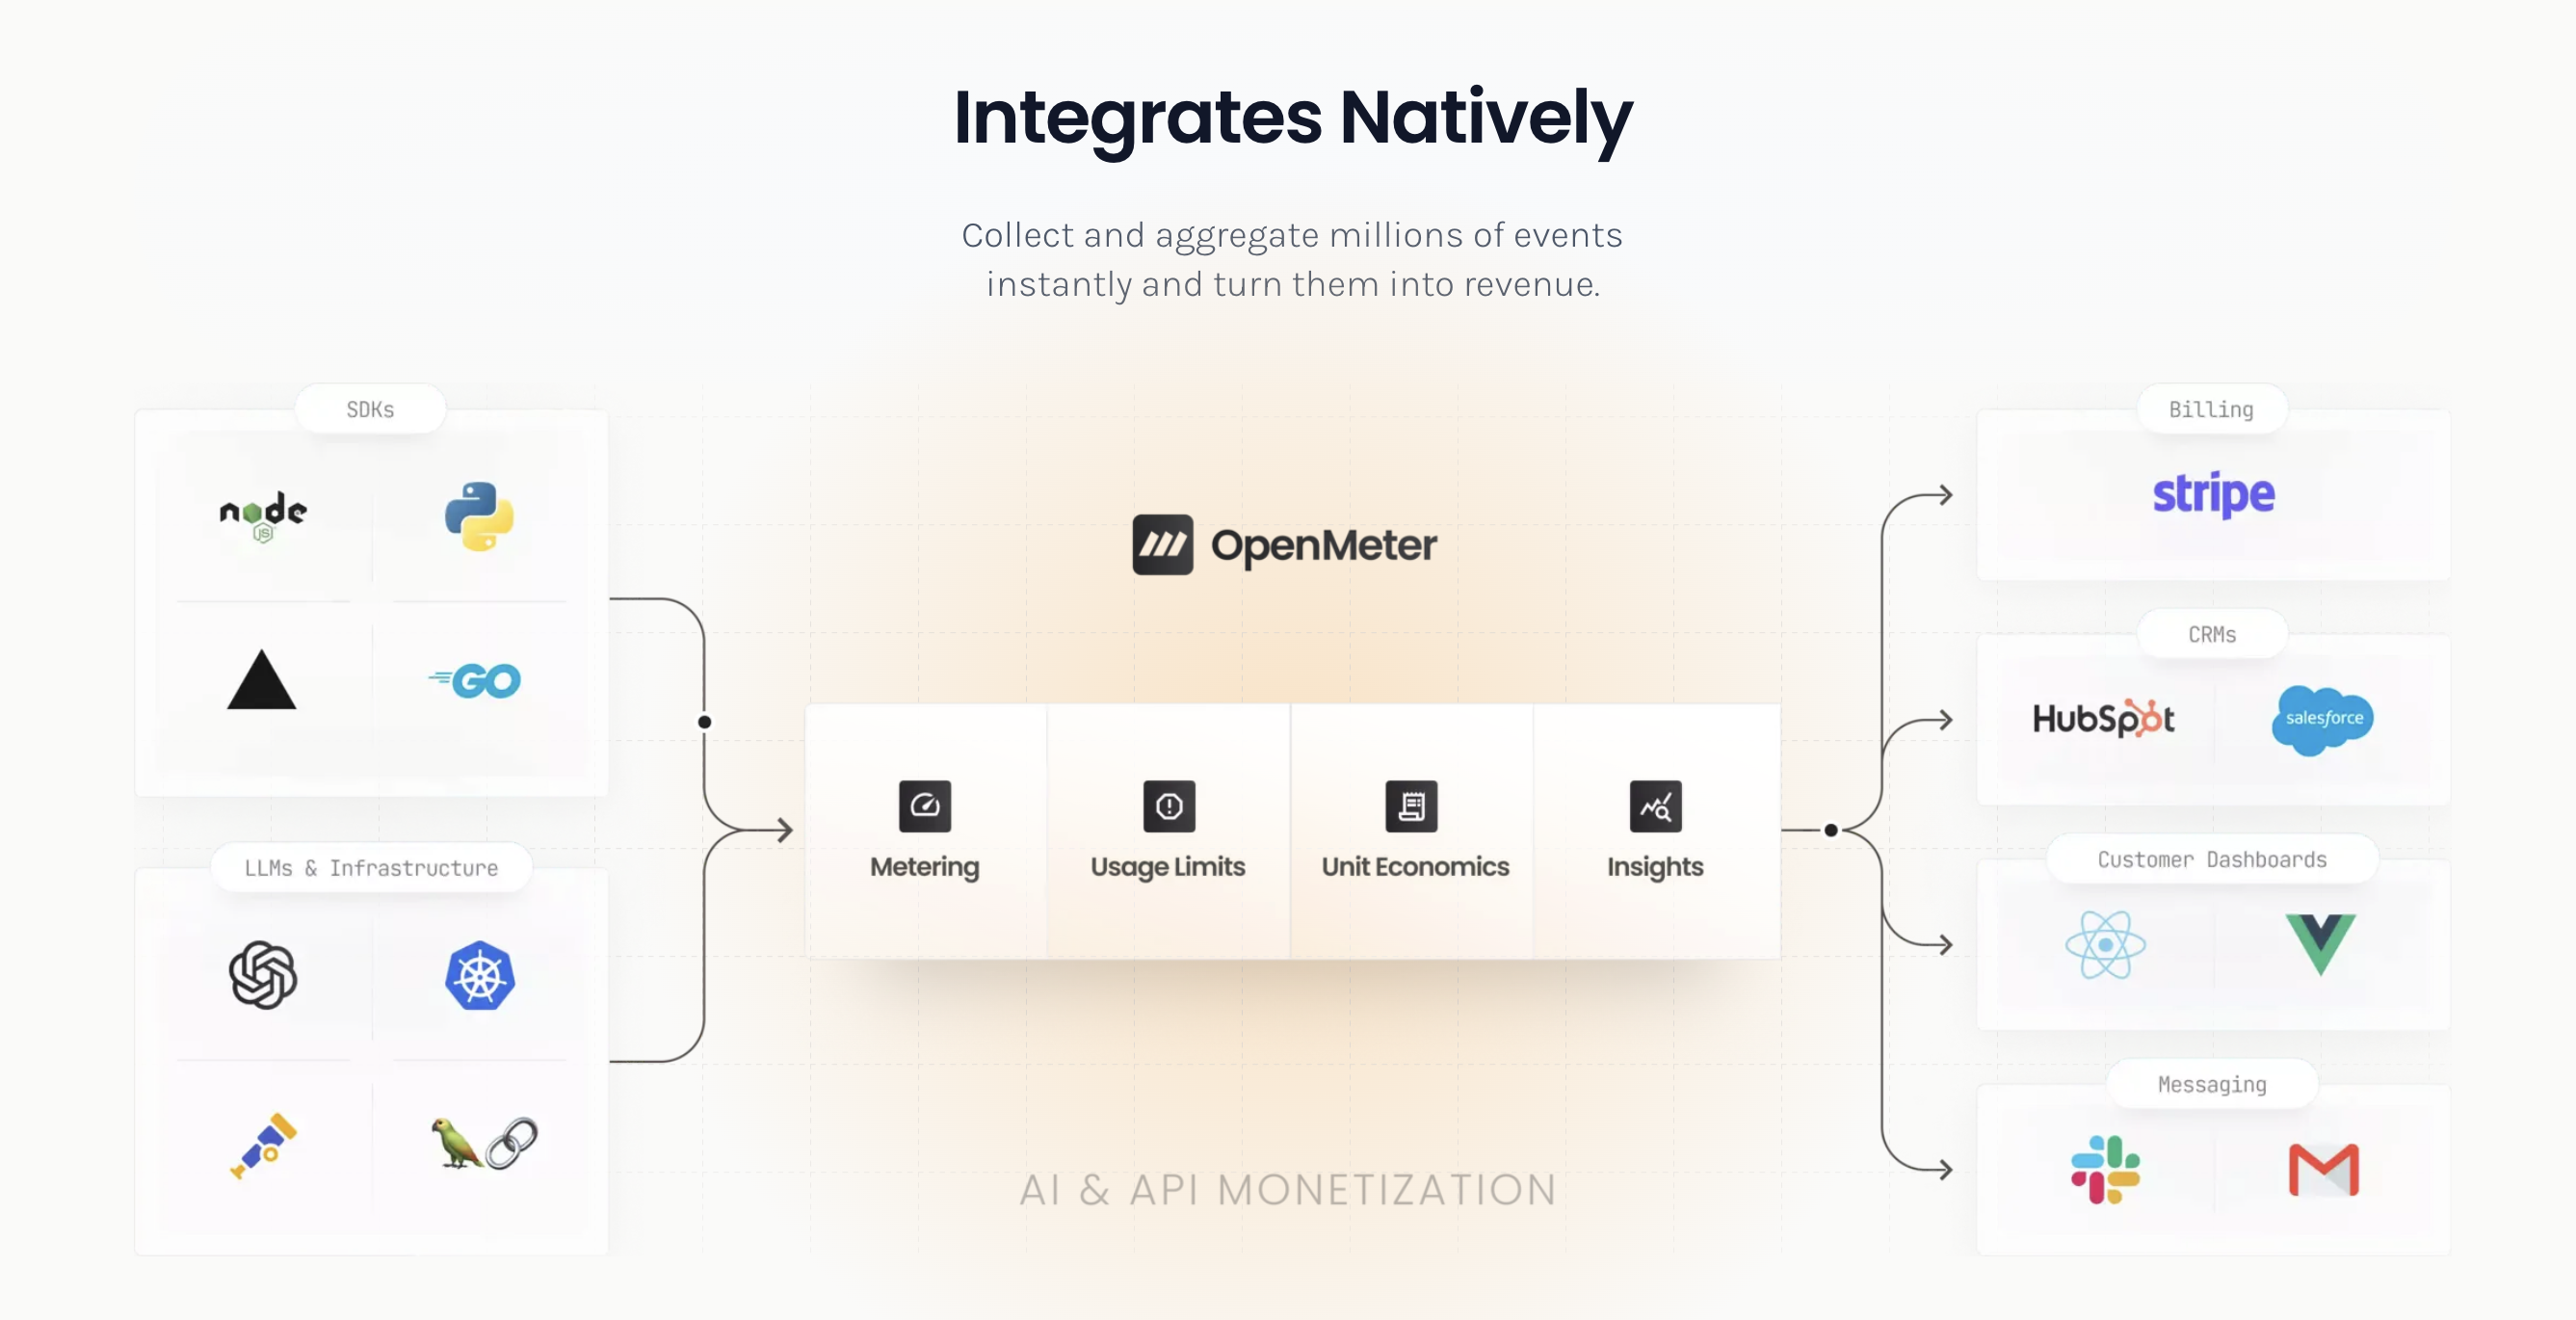 Integrates Natively
Collect and aggregate millions of events
instantly and turn them into revenue.
SDKs
node
JS
GO
LLMs & Infrastructure
OpenMeter
Metering
Usage Limits
Unit Economics
Insights
AI & API MONETIZATION
Billing
stripe
CRMs
HubSpot
salesforce
Customer Dashboards
Messaging